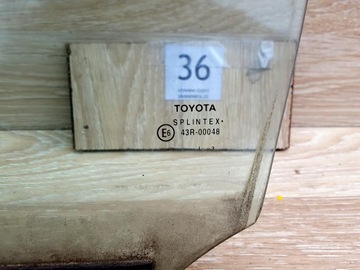 36
TOYOTA
SPLINTEX
E6 43R-00048